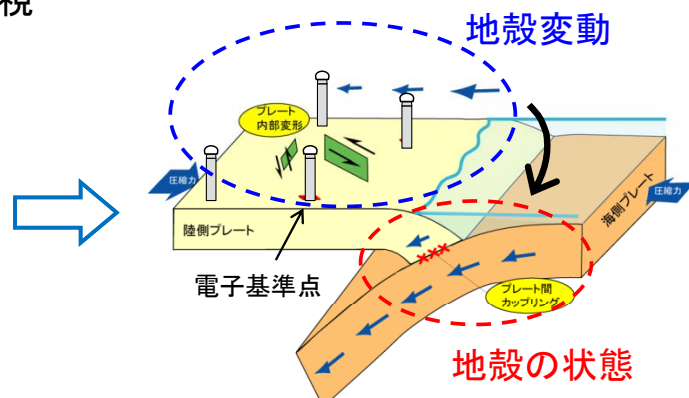 視
地殻変動
プレート
内部変形
圧縮力
圧縮力
海側プレート
陸側プレート
電子基準点
プレート間
カップリング
地殻の状態